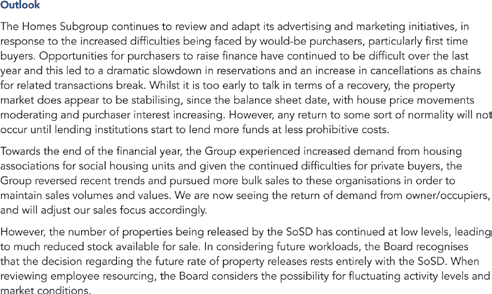 Outlook
The Homes Subgroup continues to review and adapt its advertising and marketing initiatives, in
response to the increased difficulties being faced by would-be purchasers, particularly first time
buyers. Opportunities for purchasers to raise finance have continued to be difficult over the last
year and this led to a dramatic slowdown in reservations and an increase in cancellations as chains
for related transactions break. Whilst it is too early to talk in terms of a recovery, the property
market does appear to be stabilising, since the balance sheet date, with house price movements
moderating and purchaser interest increasing. However, any return to some sort of normality will not
occur until lending institutions start to lend more funds at less prohibitive costs.
Towards the end of the financial year, the Group experienced increased demand from housing
associations for social housing units and given the continued difficulties for private buyers, the
Group reversed recent trends and pursued more bulk sales to these organisations in order to
maintain sales volumes and values. We are now seeing the return of demand from owner/occupiers,
and will adjust our sales focus accordingly.
However, the number of properties being released by the SoSD has continued at low levels, leading
to much reduced stock available for sale. In considering future workloads, the Board recognises
that the decision regarding the future rate of property releases rests entirely with the SoSD. When
reviewing employee resourcing, the Board considers the possibility for fluctuating activity levels and
market conditions.